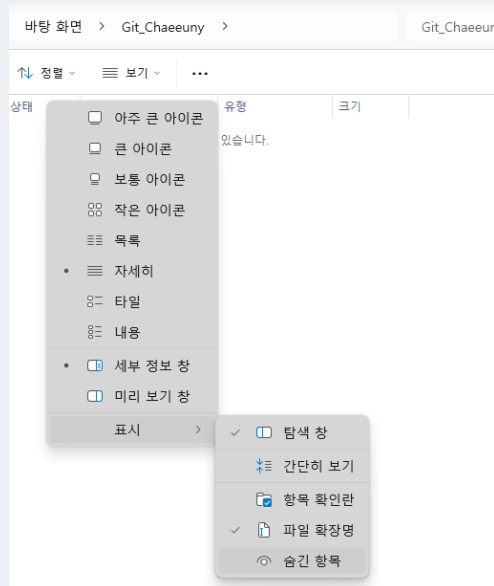 바탕 화면 > Git_Chaeeuny > Git_Chaeeun
정렬 보기 ...
상태 유형 크기
있습니다.
아주 큰 아이콘
큰 아이콘
보통 아이콘
작은 아이콘
목록
자세히
타일
내용
세부 정보 창
미리 보기 창
표시 >
탐색 창
간단히 보기
항목 확인란
파일 확장명
숨긴 항목